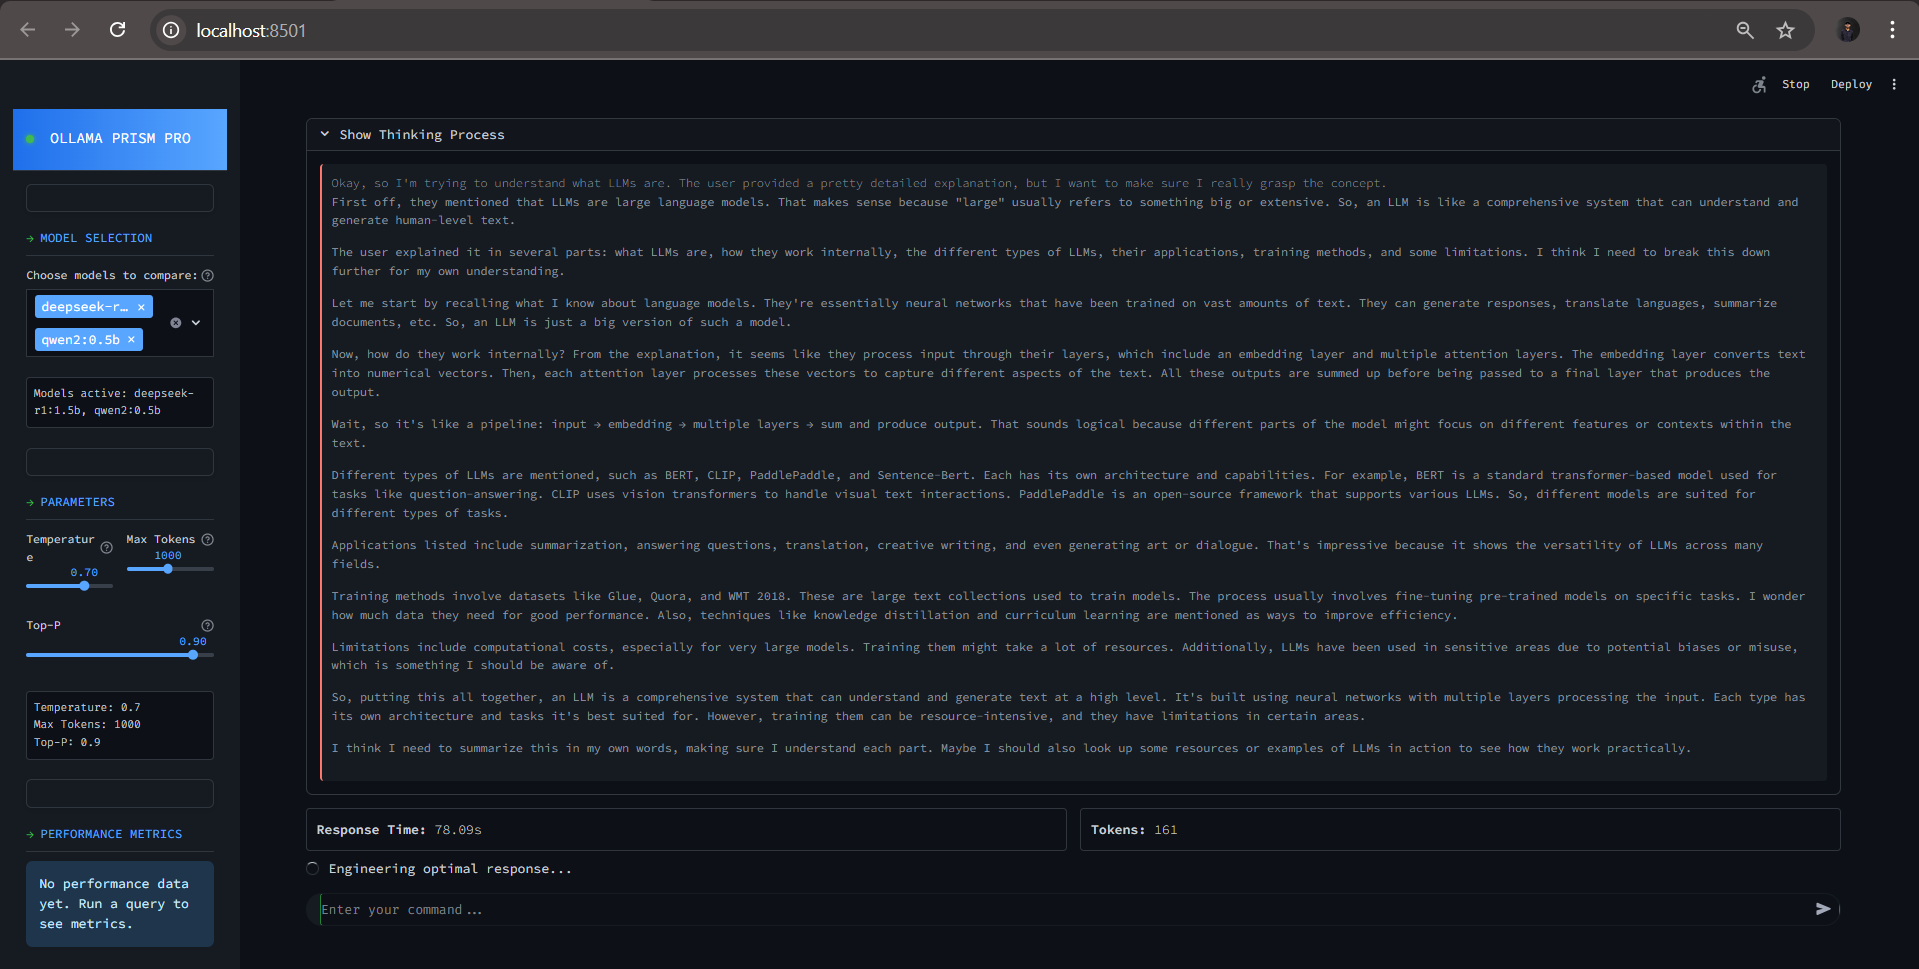 localhost:8501
Stop
Deploy
OLLAMA PRISM PRO
→ MODEL SELECTION
Choose models to compare:
deepseek-r… ×
qwen2:0.5b ×
Models active: deepseek-
r1:1.5b, qwen2:0.5b
→ PARAMETERS
Temperatur
e
0.70
Max Tokens
1000
Top-P
0.90
Temperature: 0.7
Max Tokens: 1000
Top-P: 0.9
→ PERFORMANCE METRICS
No performance data
yet. Run a query to
see metrics.
Show Thinking Process
Okay, so I'm trying to understand what LLMs are. The user provided a pretty detailed explanation, but I want to make sure I really grasp the concept.
First off, they mentioned that LLMs are large language models. That makes sense because "large" usually refers to something big or extensive. So, an LLM is like a comprehensive system that can understand and
generate human-level text.
The user explained it in several parts: what LLMs are, how they work internally, the different types of LLMs, their applications, training methods, and some limitations. I think I need to break this down
further for my own understanding.
Let me start by recalling what I know about language models. They're essentially neural networks that have been trained on vast amounts of text. They can generate responses, translate languages, summarize
documents, etc. So, an LLM is just a big version of such a model.
Now, how do they work internally? From the explanation, it seems like they process input through their layers, which include an embedding layer and multiple attention layers. The embedding layer converts text
into numerical vectors. Then, each attention layer processes these vectors to capture different aspects of the text. All these outputs are summed up before being passed to a final layer that produces the
output.
Wait, so it's like a pipeline: input → embedding → multiple layers → sum and produce output. That sounds logical because different parts of the model might focus on different features or contexts within the
text.
Different types of LLMs are mentioned, such as BERT, CLIP, PaddlePaddle, and Sentence-Bert. Each has its own architecture and capabilities. For example, BERT is a standard transformer-based model used for
tasks like question-answering. CLIP uses vision transformers to handle visual text interactions. PaddlePaddle is an open-source framework that supports various LLMs. So, different models are suited for
different types of tasks.
Applications listed include summarization, answering questions, translation, creative writing, and even generating art or dialogue. That's impressive because it shows the versatility of LLMs across many
fields.
Training methods involve datasets like Glue, Quora, and WMT 2018. These are large text collections used to train models. The process usually involves fine-tuning pre-trained models on specific tasks. I wonder
how much data they need for good performance. Also, techniques like knowledge distillation and curriculum learning are mentioned as ways to improve efficiency.
Limitations include computational costs, especially for very large models. Training them might take a lot of resources. Additionally, LLMs have been used in sensitive areas due to potential biases or misuse,
which is something I should be aware of.
So, putting this all together, an LLM is a comprehensive system that can understand and generate text at a high level. It's built using neural networks with multiple layers processing the input. Each type has
its own architecture and tasks it's best suited for. However, training them can be resource-intensive, and they have limitations in certain areas.
I think I need to summarize this in my own words, making sure I understand each part. Maybe I should also look up some resources or examples of LLMs in action to see how they work practically.
Response Time: 78.09s
Tokens: 161
Engineering optimal response...
Enter your command...